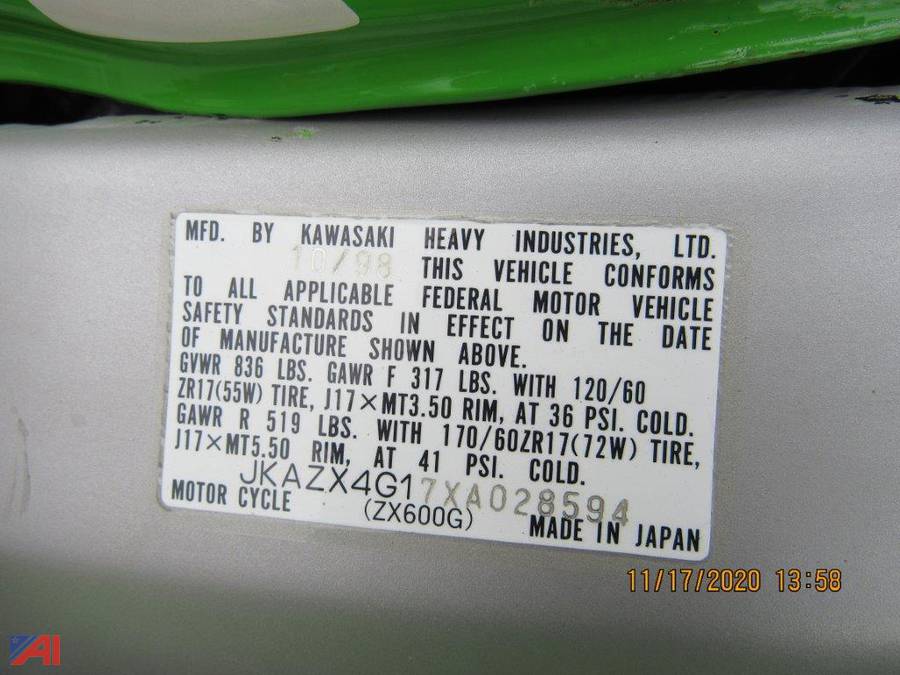 MFD. BY KAWASAKI HEAVY INDUSTRIES, LTD.
10/98 THIS VEHICLE CONFORMS
TO ALL APPLICABLE FEDERAL MOTOR VEHICLE
SAFETY STANDARDS IN EFFECT ON THE DATE
OF MANUFACTURE SHOWN ABOVE.
GVWR 836 LBS. GAWR F 317 LBS. WITH 120/60
ZR17(55W) TIRE, J17×MT3.50 RIM, AT 36 PSI. COLD.
GAWR R 519 LBS. WITH 170/60ZR17(72W) TIRE,
J17×MT5.50 RIM, AT 41 PSI. COLD.
JKAZX4G17XA028594
MOTOR CYCLE (ZX600G) MADE IN JAPAN
11/17/2020 13:58
AI